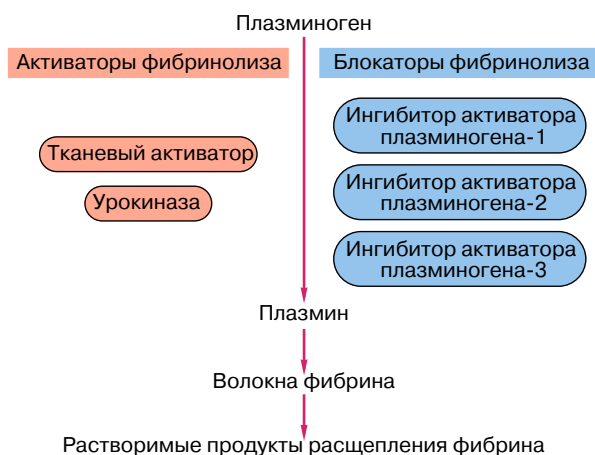 Плазминоген
Активаторы фибринолиза
Блокаторы фибринолиза
Тканевый активатор
Урокиназа
Ингибитор активатора
плазминогена-1
Ингибитор активатора
плазминогена-2
Ингибитор активатора
плазминогена-3
Плазмин
Волокна фибрина
Растворимые продукты расщепления фибрина